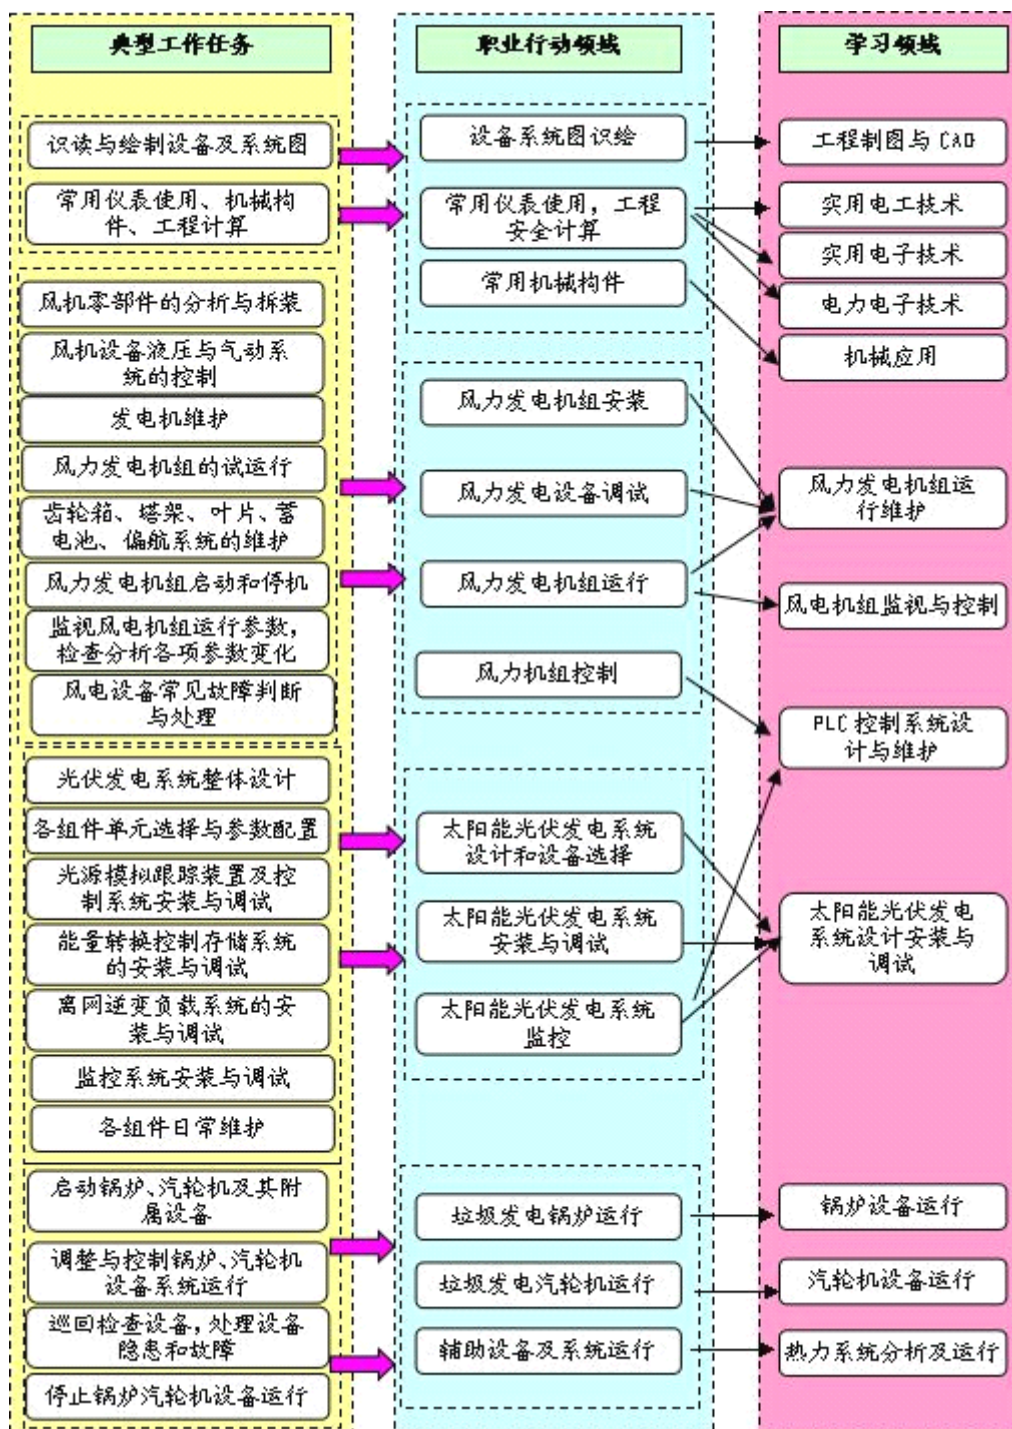 典型工作任务
识读与绘制设备及系统图
常用仪表使用、机械构
件、工程计算
风机零部件的分析与拆装
风机设备液压与气动系
统的控制
发电机维护
风力发电机组的试运行
齿轮箱、塔架、叶片、蓄
电池、偏航系统的维护
风力发电机组启动和停机
监视风电机组运行参数,
检查分析各项参数变化
风电设备常见故障判断
与处理
光伏发电系统整体设计
各组件单元选择与参数配置
光源模拟跟踪装置及控
制系统安装与调试
能量转换控制存储系统
的安装与调试
离网逆变负载系统的安
装与调试
监控系统安装与调试
各组件日常维护
启动锅炉、汽轮机及其附
属设备
调整与控制锅炉、汽轮机
设备系统运行
巡回检查设备,处理设备
隐患和故障
停止锅炉汽轮机设备运行
职业行动领域
设备系统图识绘
常用仪表使用，工程
安全计算
常用机械构件
风力发电机组安装
风力发电设备调试
风力发电机组运行
风力机组控制
太阳能光伏发电系统
设计和设备选择
太阳能光伏发电系统
安装与调试
太阳能光伏发电系统
监控
垃圾发电锅炉运行
垃圾发电汽轮机运行
辅助设备及系统运行
学习领域
工程制图与 CAD
实用电工技术
实用电子技术
电力电子技术
机械应用
风力发电机组运
行维护
风电机组监视与控制
PLC 控制系统设
计与维护
太阳能光伏发电
系统设计安装与
调试
锅炉设备运行
汽轮机设备运行
热力系统分析及运行